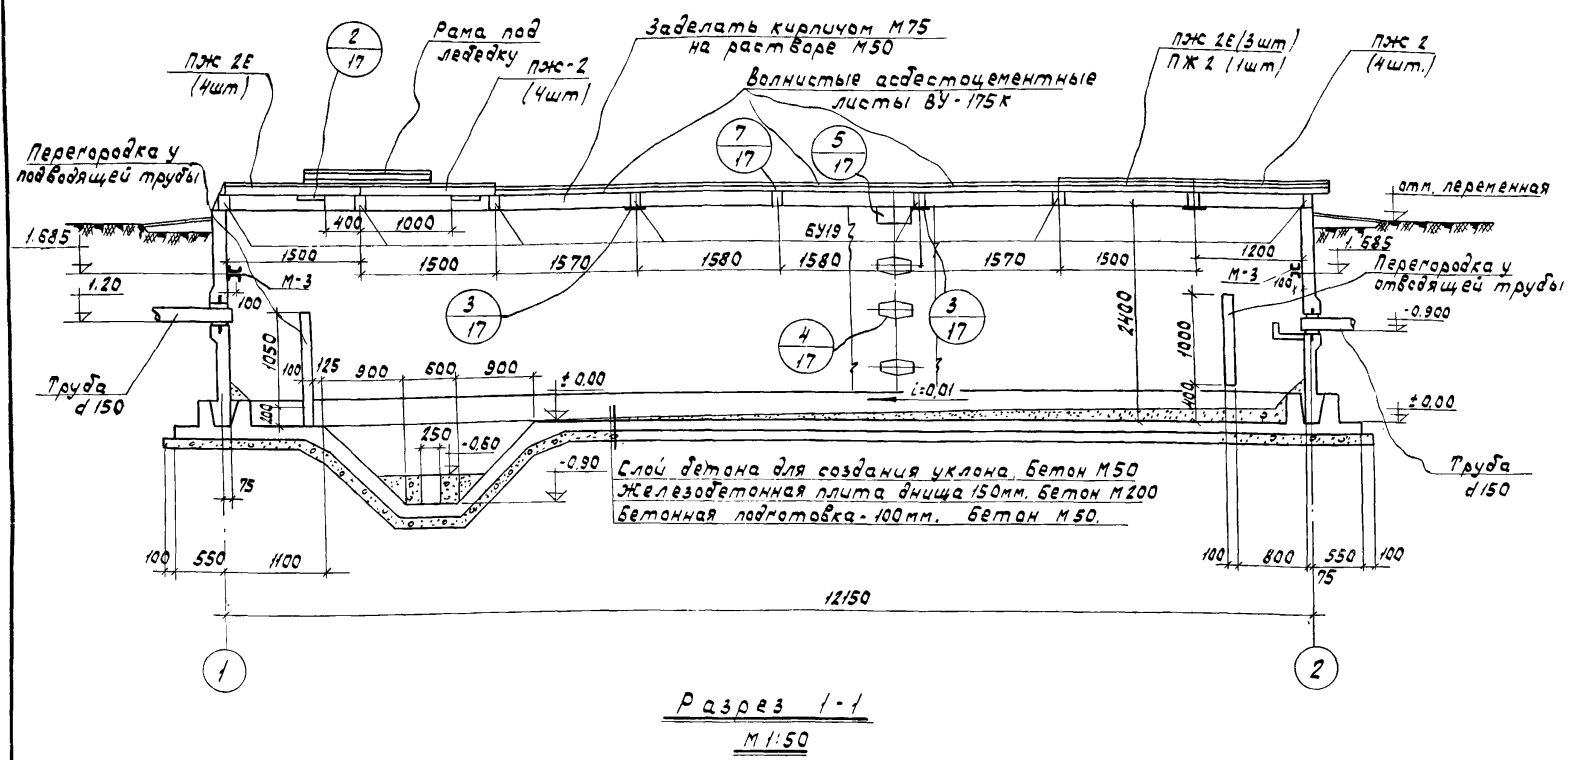 ПЖ 2Е
(4шт)
2
17
Рама под
лебедку
ПЖ-2
(4шт)
Заделать кирпичом М75
на растворе М50
Волнистые асбестоцементные
листы ВУ-175К
ПЖ 2Е (3шт)
ПЖ 2 (1шт)
ПЖ 2
(4шт.)
Перегородка у
подводящей трубы
7
17
5
17
отм. переменная
1.685
400
1000
БУ19
1500
1500
1570
1580
1580
1570
1500
1200
1.685
М-3
М-3
100
100
1.20
Перегородка у
отводящей трубы
3
17
4
17
3
17
2400
1000
400
-0.900
1050
200
100
125
900
600
900
±0,00
i=0,01
±0,00
Труба
d 150
250
-0,60
-0,90
75
Слой бетона для создания уклона. Бетон М50
Железобетонная плита днища 150мм. Бетон М200
Бетонная подготовка-100мм. Бетон М50.
Труба
d 150
100
550
1100
100
800
550
100
75
12150
1
2
Разрез 1-1
М 1:50